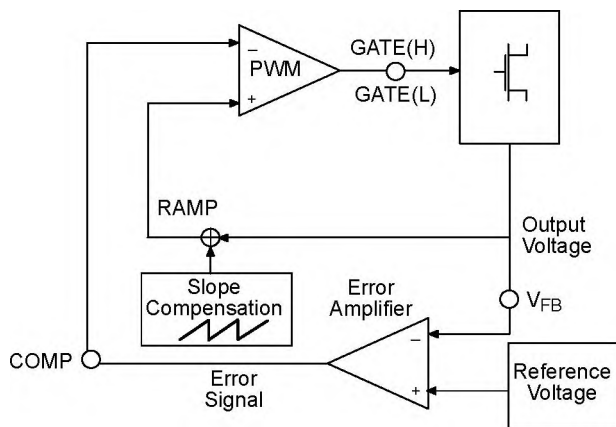 GATE(H)
−
PWM
+
GATE(L)
RAMP
Output
Voltage
Slope
Compensation
Error
Amplifier
VFB
−
COMP
+
Reference
Voltage
Error
Signal